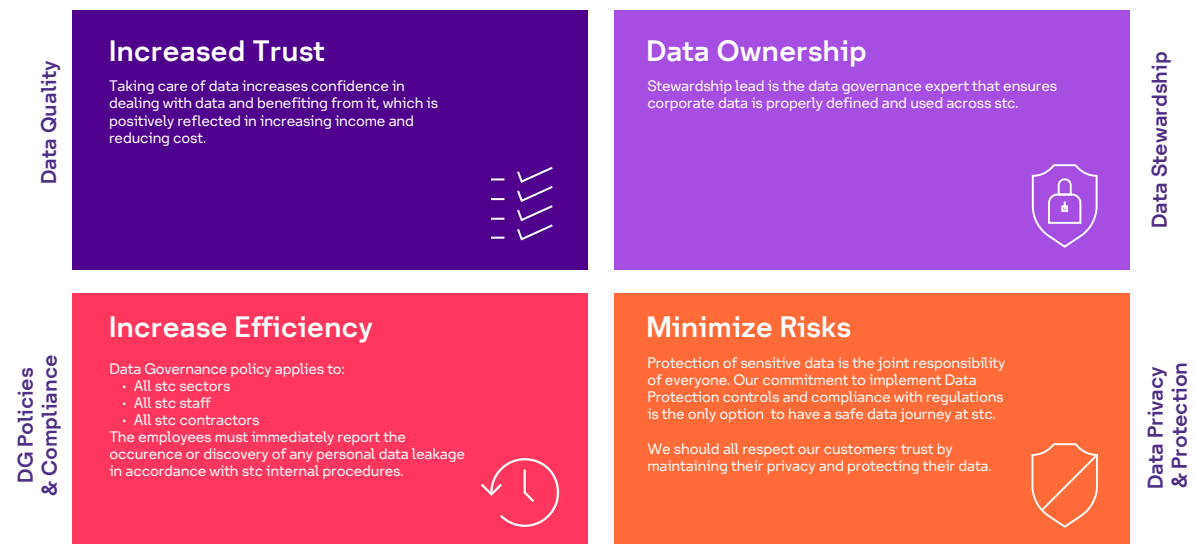 Data Quality
Increased Trust
Taking care of data increases confidence in
dealing with data and benefiting from it, which is
positively reflected in increasing income and
reducing cost.
Data Ownership
Stewardship lead is the data governance expert that ensures
corporate data is properly defined and used across stc.
Data Stewardship
DG Policies
& Compliance
Increase Efficiency
Data Governance policy applies to:
• All stc sectors
• All stc staff
• All stc contractors
The employees must immediately report the
occurence or discovery of any personal data leakage
in accordance with stc internal procedures.
Minimize Risks
Protection of sensitive data is the joint responsibility
of everyone. Our commitment to implement Data
Protection controls and compliance with regulations
is the only option to have a safe data journey at stc.
We should all respect our customers' trust by
maintaining their privacy and protecting their data.
Data Privacy
& Protection